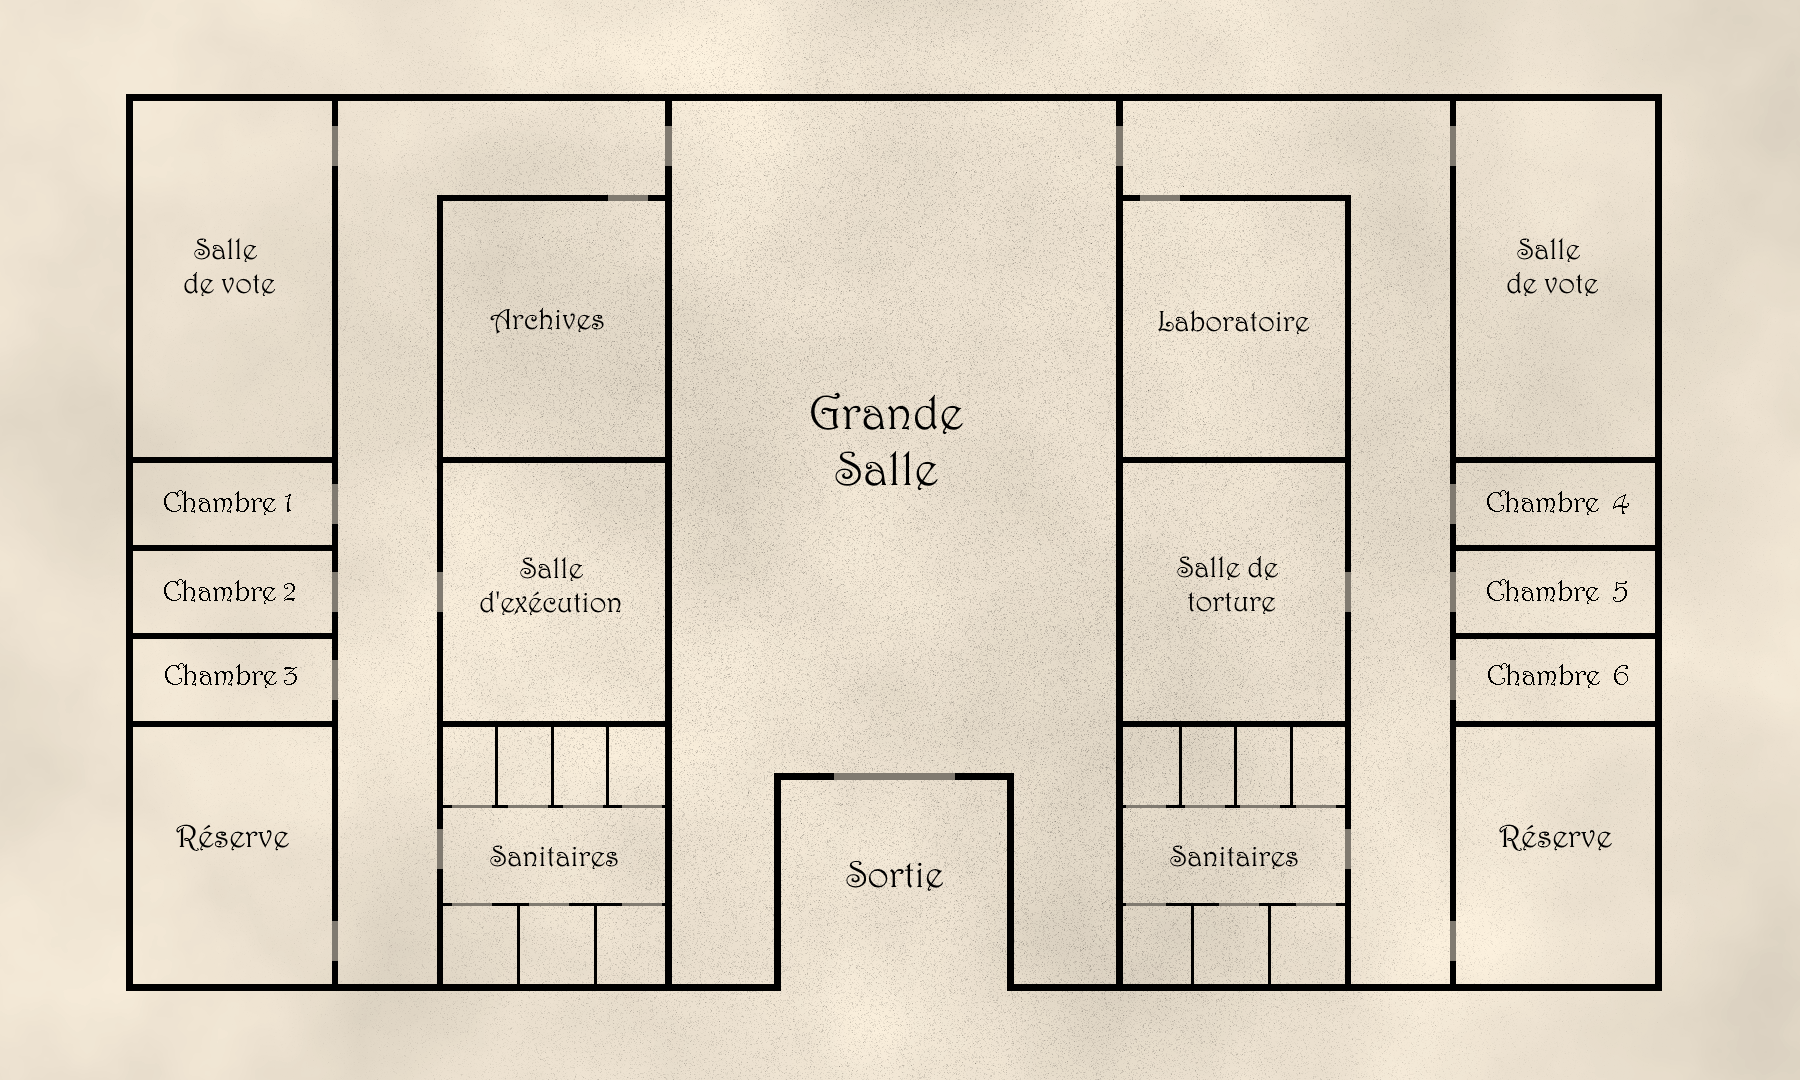 Salle
de vote
Chambre 1
Chambre 2
Chambre 3
Réserve
Archives
Salle
d'exécution
Sanitaires
Grande
Salle
Sortie
Laboratoire
Salle de
torture
Sanitaires
Salle
de vote
Chambre 4
Chambre 5
Chambre 6
Réserve